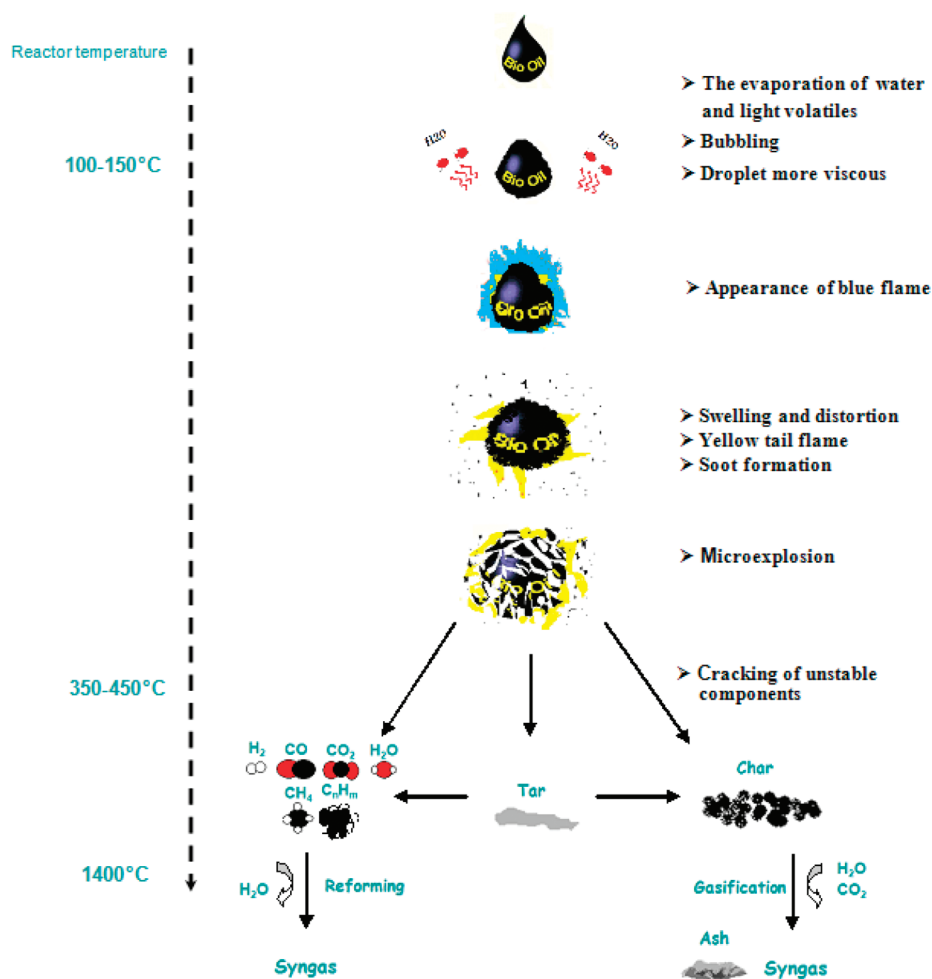 Reactor temperature
Bio Oil
➢ The evaporation of water
and light volatiles
➢ Bubbling
➢ Droplet more viscous
100-150°C
H2O
H2O
Bio Oil
➢ Appearance of blue flame
Bio Oil
➢ Swelling and distortion
➢ Yellow tail flame
➢ Soot formation
Bio Oil
➢ Microexplosion
➢ Cracking of unstable
components
350-450°C
H₂ CO CO₂ H₂O
CH₄ CₙHₘ
Tar
Char
1400°C
H₂O
Reforming
Gasification
H₂O
CO₂
Syngas
Ash
Syngas